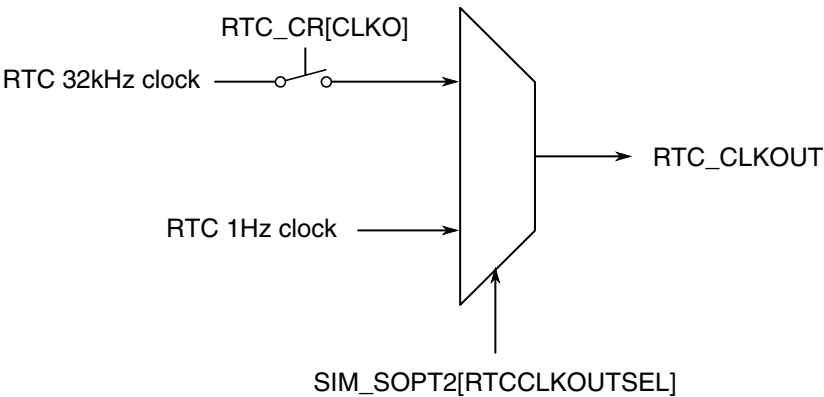 RTC_CR[CLKO]
RTC 32kHz clock
RTC_CLKOUT
RTC 1Hz clock
SIM_SOPT2[RTCCLKOUTSEL]